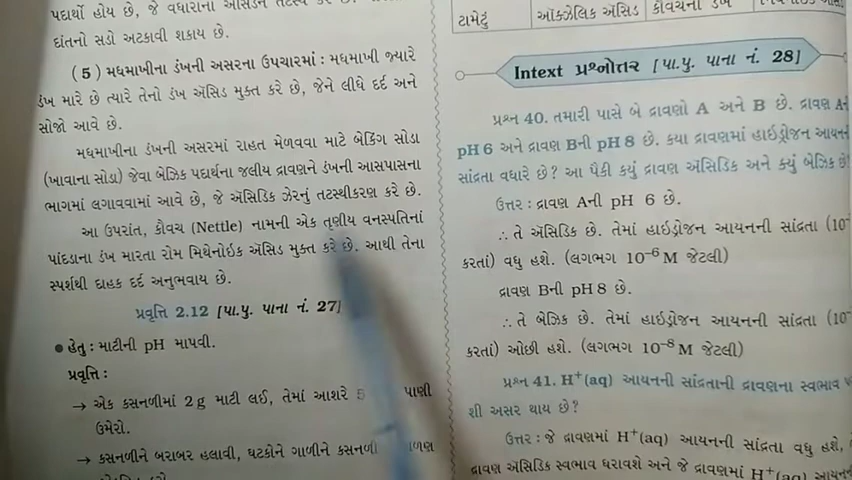 પદાર્થો હોય છે, જે વધારાના
દાંતનો સડો અટકાવી શકાય છે.
(5) મધમાખીના ડંખની અસરના ઉપચારમાં : મધમાખી જ્યારે
ડંખ મારે છે ત્યારે તેનો ડંખ ઍસિડ મુક્ત કરે છે, જેને લીધે દર્દ અને
સોજો આવે છે.
મધમાખીના ડંખની અસરમાં રાહત મેળવવા માટે બેકિંગ સોડા
(ખાવાના સોડા) જેવા બેઝિક પદાર્થના જલીય દ્રાવણને ડંખની આસપાસના
ભાગમાં લગાવવામાં આવે છે, જે ઍસિડિક ઝેરનું તટસ્થીકરણ કરે છે.
આ ઉપરાંત, કૌવચ (Nettle) નામની એક તૃણીય વનસ્પતિનાં
પાંદડાના ડંખ મારતા રોમ મિથેનોઇક ઍસિડ મુક્ત કરે છે. આથી તેના
સ્પર્શથી દાહક દર્દ અનુભવાય છે.
પ્રવૃત્તિ 2.12 [પા.પુ. પાના નં. 27]
● હેતુ : માટીની pH માપવી.
પ્રવૃત્તિ :
→ એક કસનળીમાં 2 g માટી લઈ, તેમાં આશરે 5 પાણી
ઉમેરો.
→ કસનળીને બરાબર હલાવી, ઘટકોને ગાળીને
ટામેટું ઑક્ઝેલિક ઍસિડ કૌવચનો ડંખ
Intext પ્રશ્નોત્તર [પા.પુ. પાના નં. 28]
પ્રશ્ન 40. તમારી પાસે બે દ્રાવણો A અને B છે. દ્રાવણ Aની
pH 6 અને દ્રાવણ Bની pH 8 છે. કયા દ્રાવણમાં હાઇડ્રોજન આયનની
સાંદ્રતા વધારે છે? આ પૈકી કયું દ્રાવણ ઍસિડિક અને કયું બેઝિક છે?
ઉત્તર : દ્રાવણ Aની pH 6 છે.
∴ તે ઍસિડિક છે. તેમાં હાઇડ્રોજન આયનની સાંદ્રતા (10⁻
કરતાં) વધુ હશે. (લગભગ 10⁻⁶ M જેટલી)
દ્રાવણ Bની pH 8 છે.
∴ તે બેઝિક છે. તેમાં હાઇડ્રોજન આયનની સાંદ્રતા (10⁻
કરતાં) ઓછી હશે. (લગભગ 10⁻⁸ M જેટલી)
પ્રશ્ન 41. H⁺(aq) આયનની સાંદ્રતાની દ્રાવણના સ્વભાવ
શી અસર થાય છે?
ઉત્તર : જે દ્રાવણમાં H⁺(aq) આયનની સાંદ્રતા વધુ હશે,
દ્રાવણ ઍસિડિક સ્વભાવ ધરાવશે અને જે દ્રાવણમાં H⁺(aq)